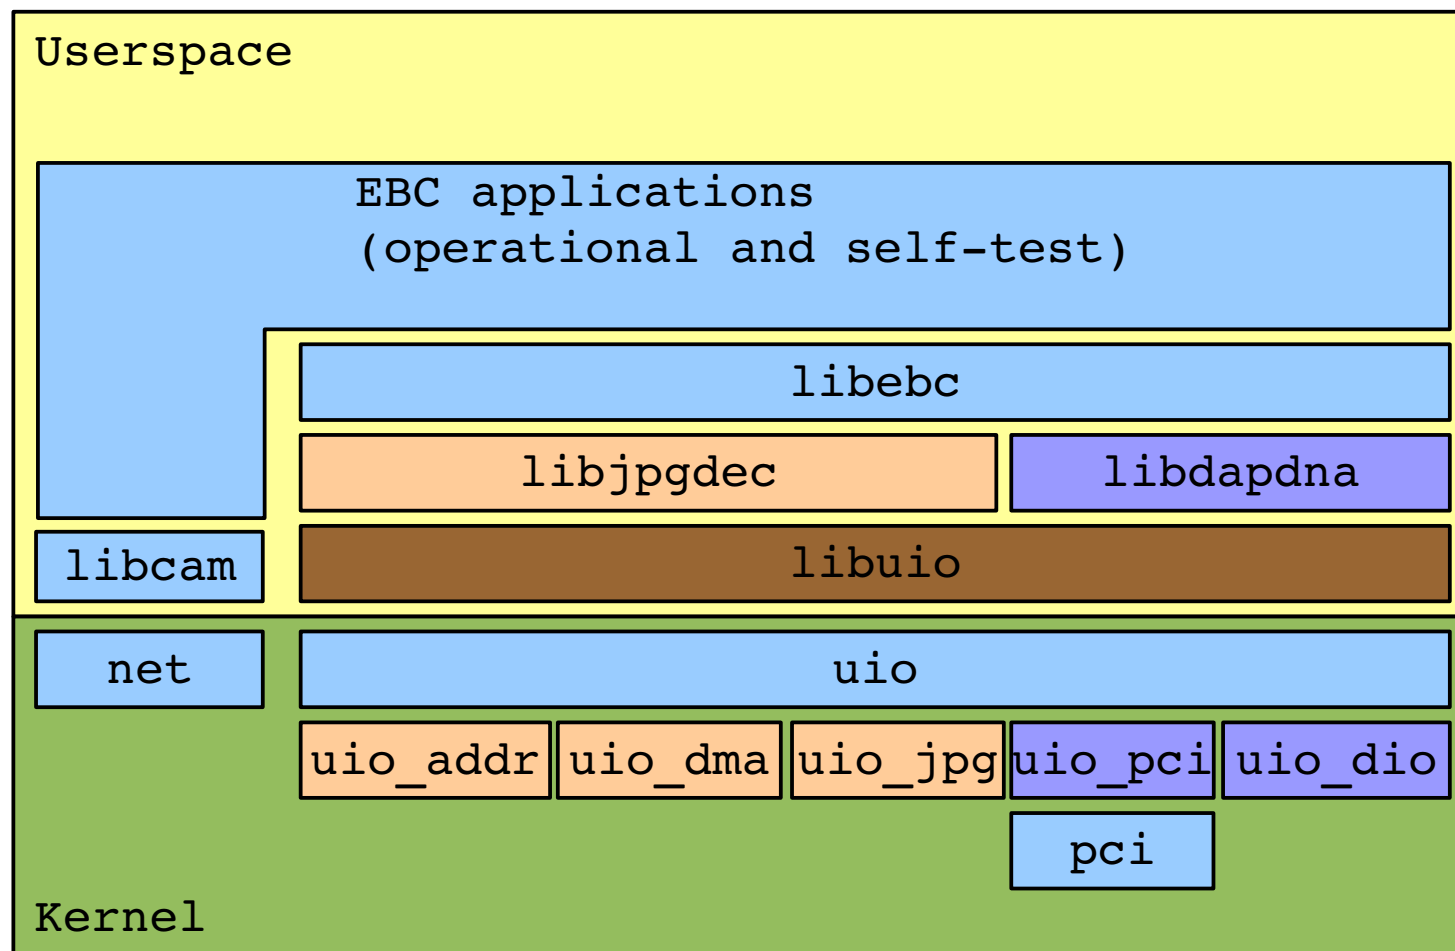 Userspace
EBC applications
(operational and self-test)
libebc
libjpgdec libdapdna
libcam libuio
net uio
uio_addr uio_dma uio_jpg uio_pci uio_dio
pci
Kernel